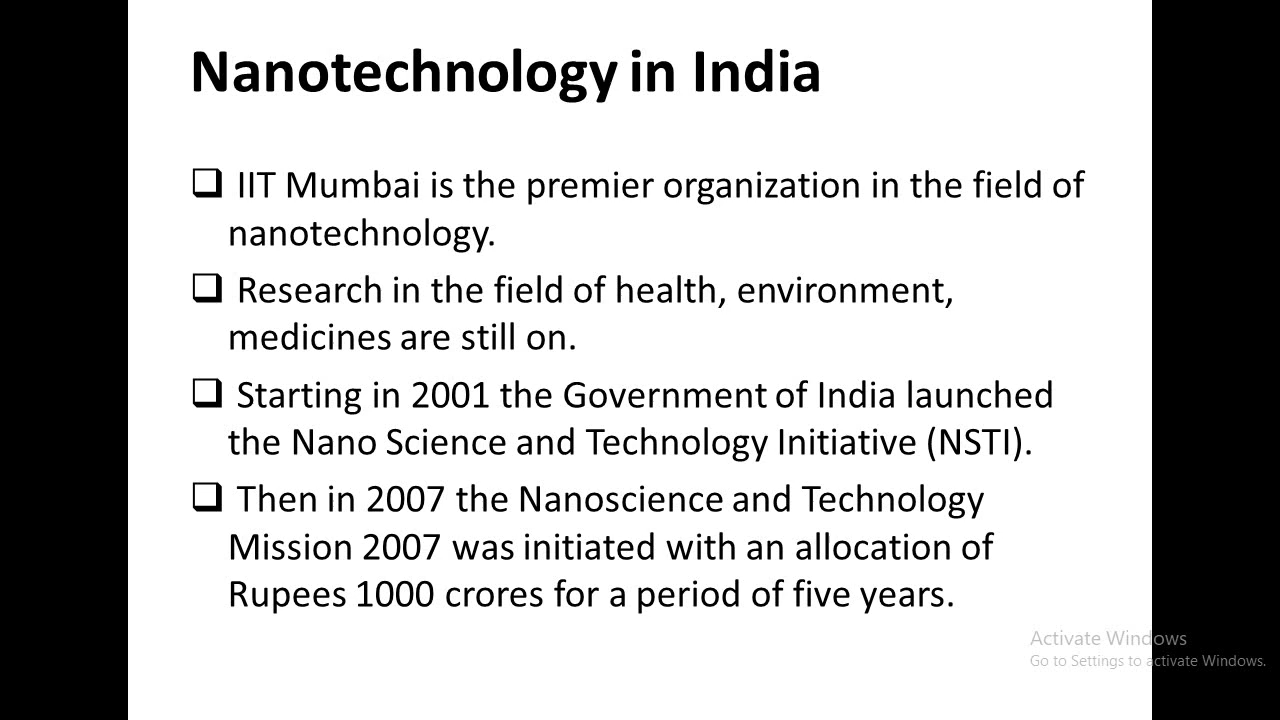 Nanotechnology in India
❑ IIT Mumbai is the premier organization in the field of
nanotechnology.
❑ Research in the field of health, environment,
medicines are still on.
❑ Starting in 2001 the Government of India launched
the Nano Science and Technology Initiative (NSTI).
❑ Then in 2007 the Nanoscience and Technology
Mission 2007 was initiated with an allocation of
Rupees 1000 crores for a period of five years.
Activate Windows
Go to Settings to activate Windows.